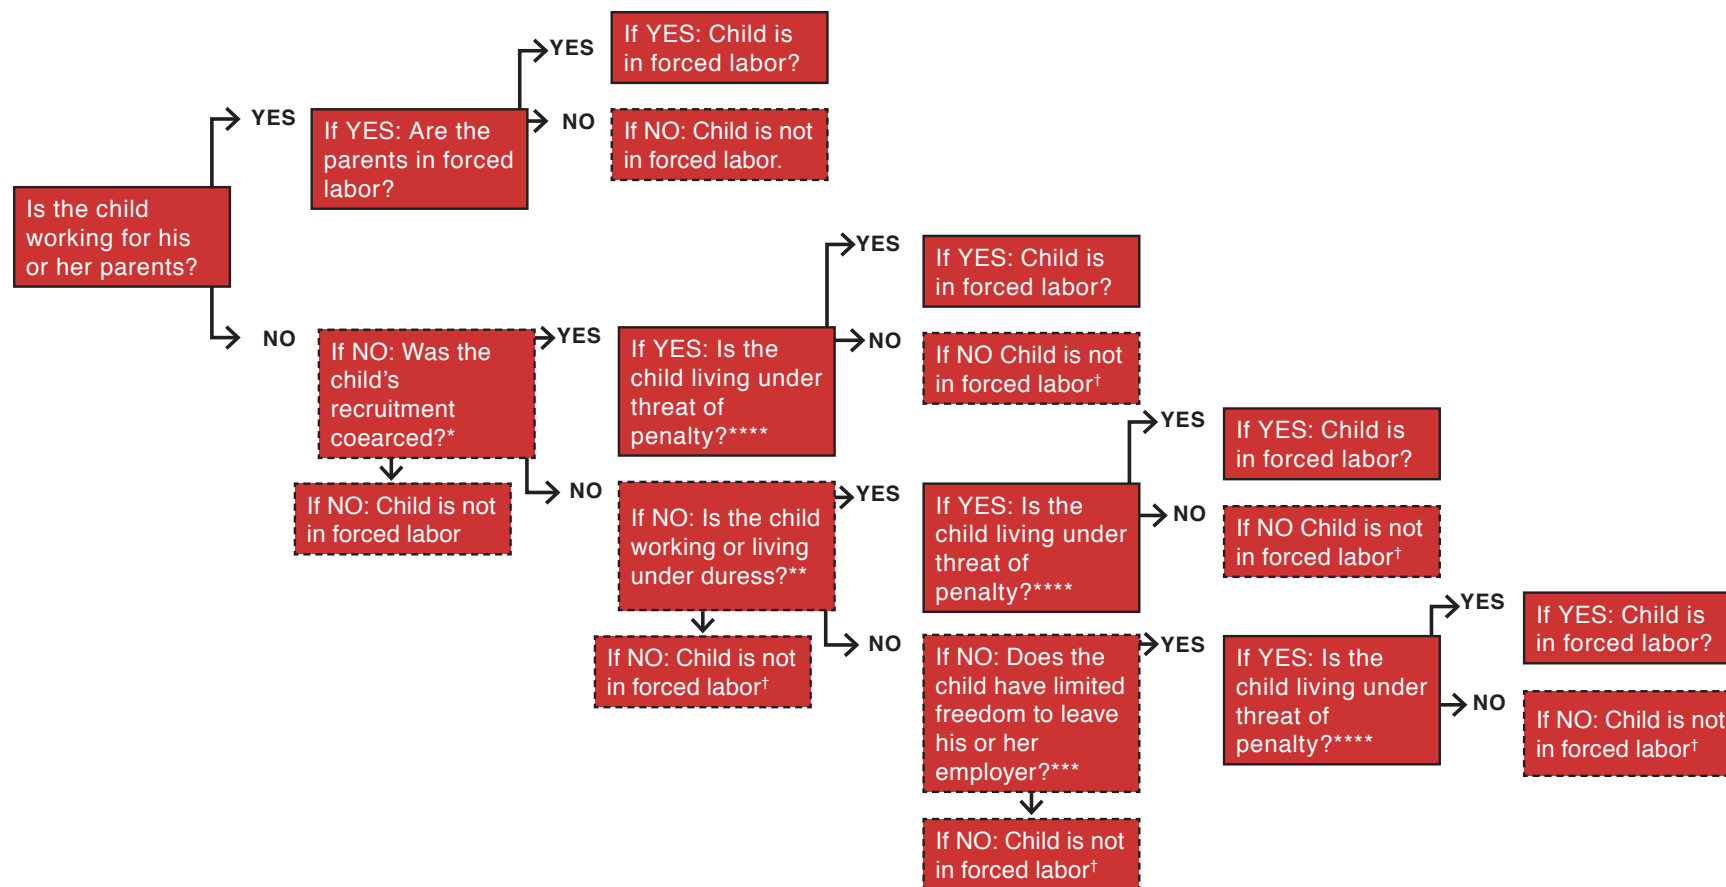 Is the child
working for his
or her parents?
YES
If YES: Are the
parents in forced
labor?
YES
If YES: Child is
in forced labor?
NO
If NO: Child is not
in forced labor.
NO
If NO: Was the
child’s
recruitment
coearced?*
If NO: Child is not
in forced labor
YES
If YES: Is the
child living under
threat of
penalty?****
YES
If YES: Child is
in forced labor?
NO
If NO Child is not
in forced labor†
NO
If NO: Is the child
working or living
under duress?**
If NO: Child is not
in forced labor†
YES
If YES: Is the
child living under
threat of
penalty?****
YES
If YES: Child is
in forced labor?
NO
If NO Child is not
in forced labor†
NO
If NO: Does the
child have limited
freedom to leave
his or her
employer?***
If NO: Child is not
in forced labor†
YES
If YES: Is the
child living under
threat of
penalty?****
YES
If YES: Child is
in forced labor?
NO
If NO: Child is not
in forced labor†